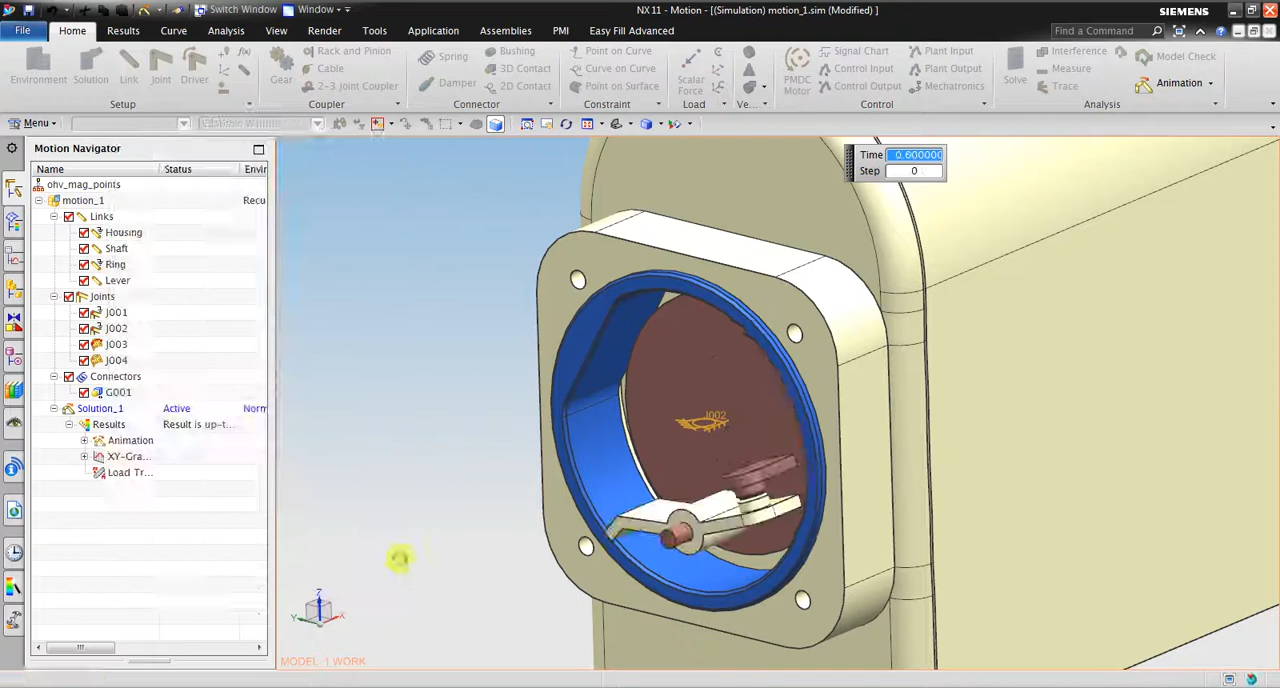 Switch Window Window
NX 11 - Motion - [(Simulation) motion_1.sim (Modified) ]
SIEMENS
File Home Results Curve Analysis View Render Tools Application Assemblies PMI Easy Fill Advanced
Find a Command
Environment Solution Link Joint Driver f(x)
Setup
Gear Rack and Pinion
Cable
2-3 Joint Coupler
Coupler
Spring Bushing
3D Contact
Damper 2D Contact
Connector
Point on Curve
Curve on Curve
Point on Surface
Constraint
Scalar Force
Load
Ve...
PMDC Motor Signal Chart Plant Input
Control Input Plant Output
Control Output Mechatronics
Control
Solve Interference
Measure
Trace
Model Check
Animation
Analysis
Menu
Motion Navigator
Name Status Envir
ohv_mag_points
motion_1 Recu
Links
Housing
Shaft
Ring
Lever
Joints
J001
J002
J003
J004
Connectors
G001
Solution_1 Active Norm
Results Result is up-t...
Animation
XY-Gra...
Load Tr...
Time 0.600000
Step 0
J002
Z
Y X
MODEL 1 WORK